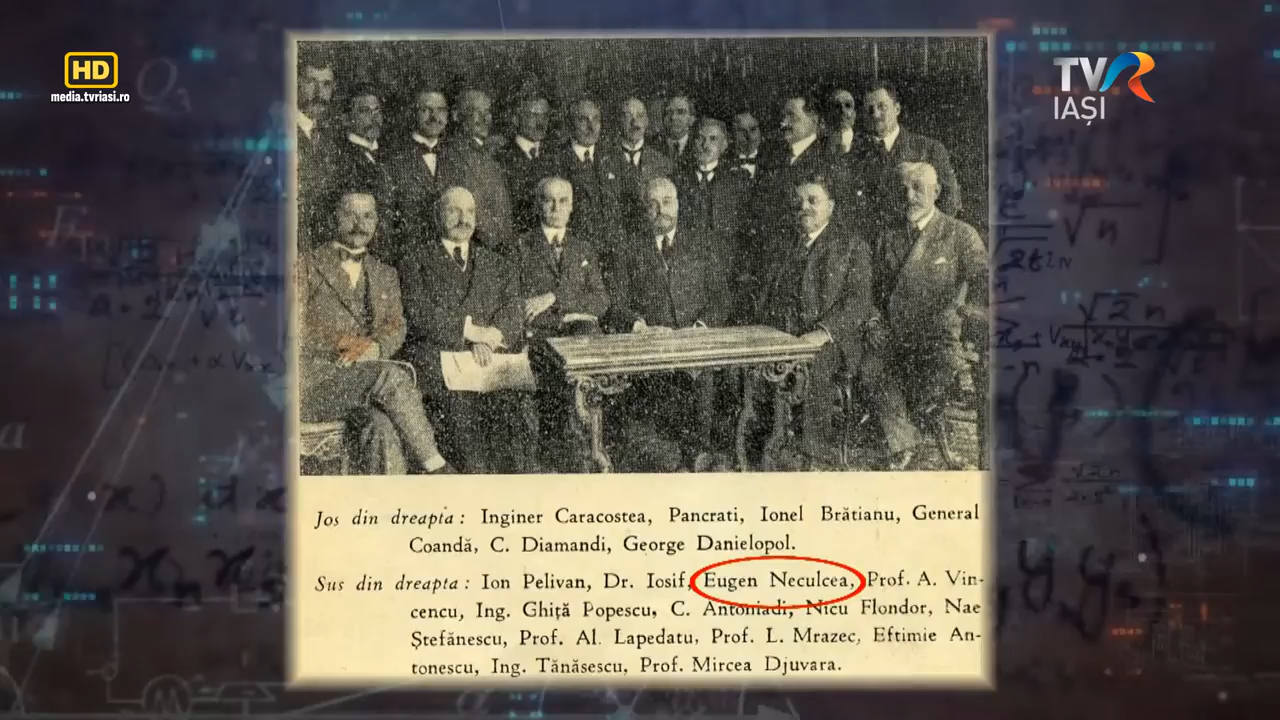 HD
media.tvriasi.ro
TVR
IAȘI
Jos din dreapta : Inginer Caracostea, Pancrati, Ionel Brătianu, General
Coandă, C. Diamandi, George Danielopol.
Sus din dreapta : Ion Pelivan, Dr. Iosif, Eugen Neculcea, Prof. A. Vin-
cencu, Ing. Ghiță Popescu, C. Antoniadi, Nicu Flondor, Nae
Ștefănescu, Prof. Al. Lapedatu, Prof. L. Mrazec, Eftimie An-
tonescu, Ing. Tănăsescu, Prof. Mircea Djuvara.